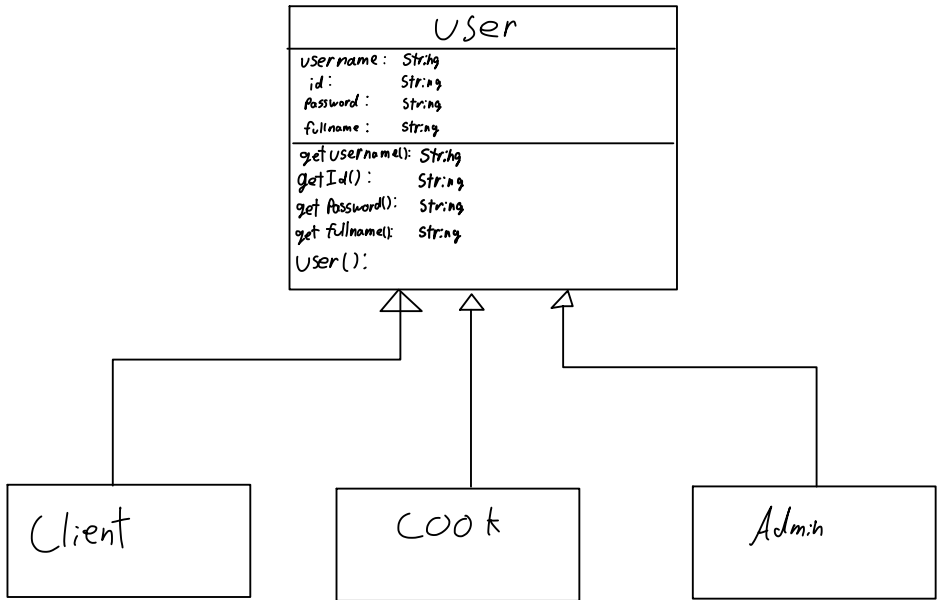 User
username: String
id: String
Password: String
fullname: String
getusername(): String
getId(): String
get Password(): String
get fullname(): String
User():
Client
Cook
Admin